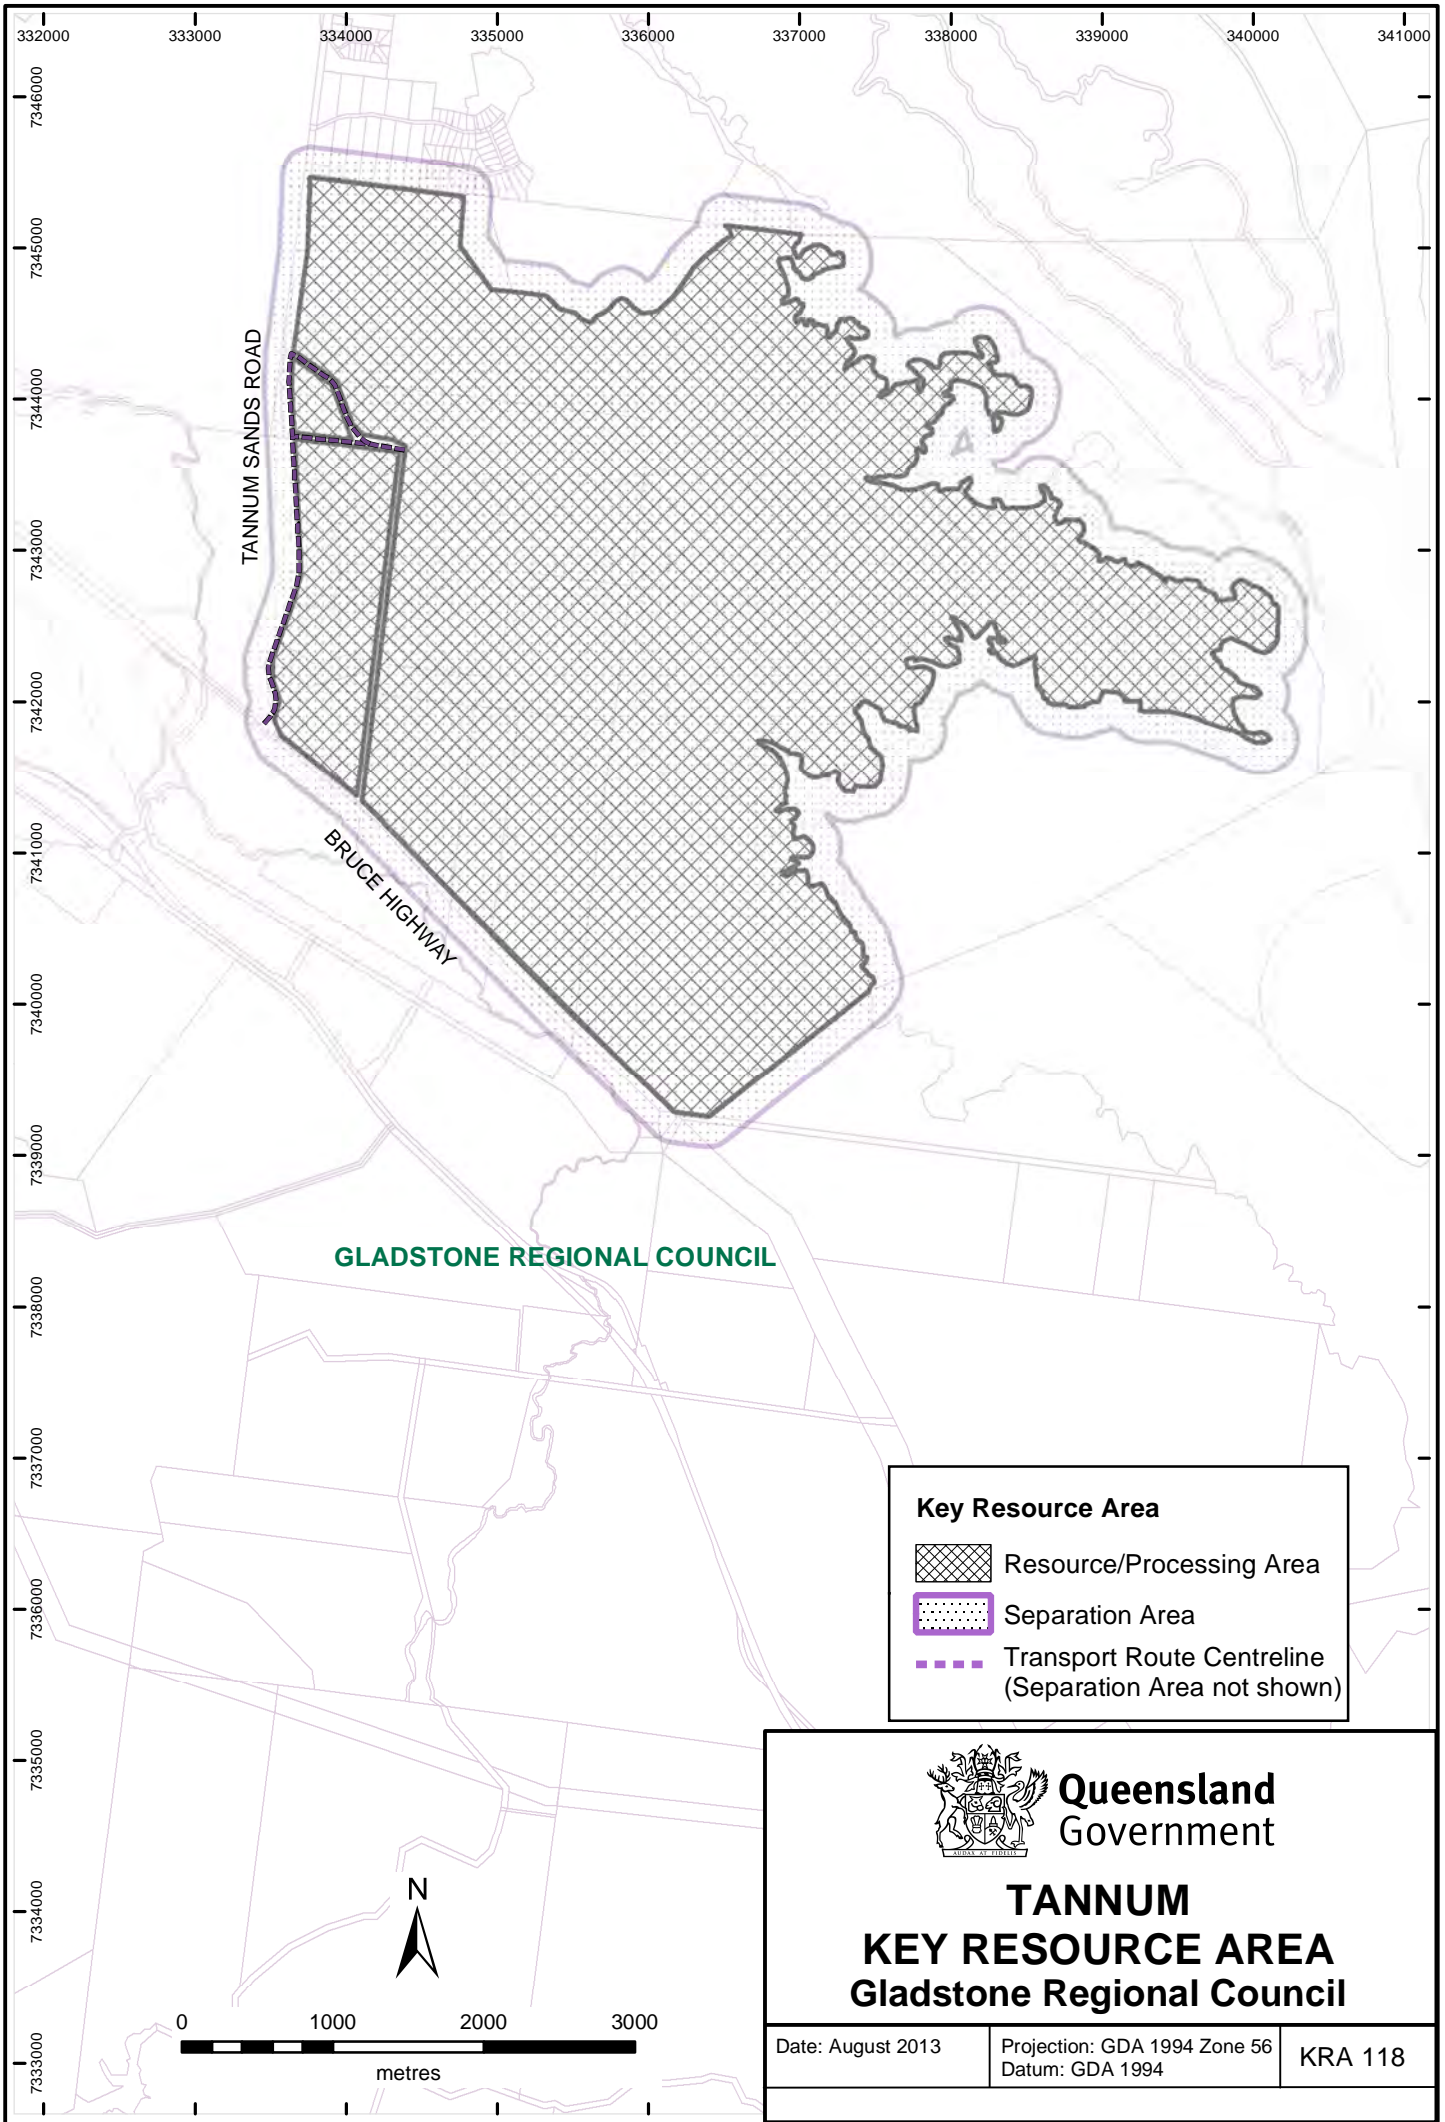 332000 333000 334000 335000 336000 337000 338000 339000 340000 341000
7346000
7345000
7344000
7343000
7342000
7341000
7340000
7339000
7338000
7337000
7336000
7335000
7334000
7333000
TANNUM SANDS ROAD
BRUCE HIGHWAY
GLADSTONE REGIONAL COUNCIL
Key Resource Area
Resource/Processing Area
Separation Area
Transport Route Centreline
(Separation Area not shown)
N
0 1000 2000 3000
metres
AUDAX AT FIDELIS
Queensland
Government
TANNUM
KEY RESOURCE AREA
Gladstone Regional Council
Date: August 2013
Projection: GDA 1994 Zone 56
Datum: GDA 1994
KRA 118